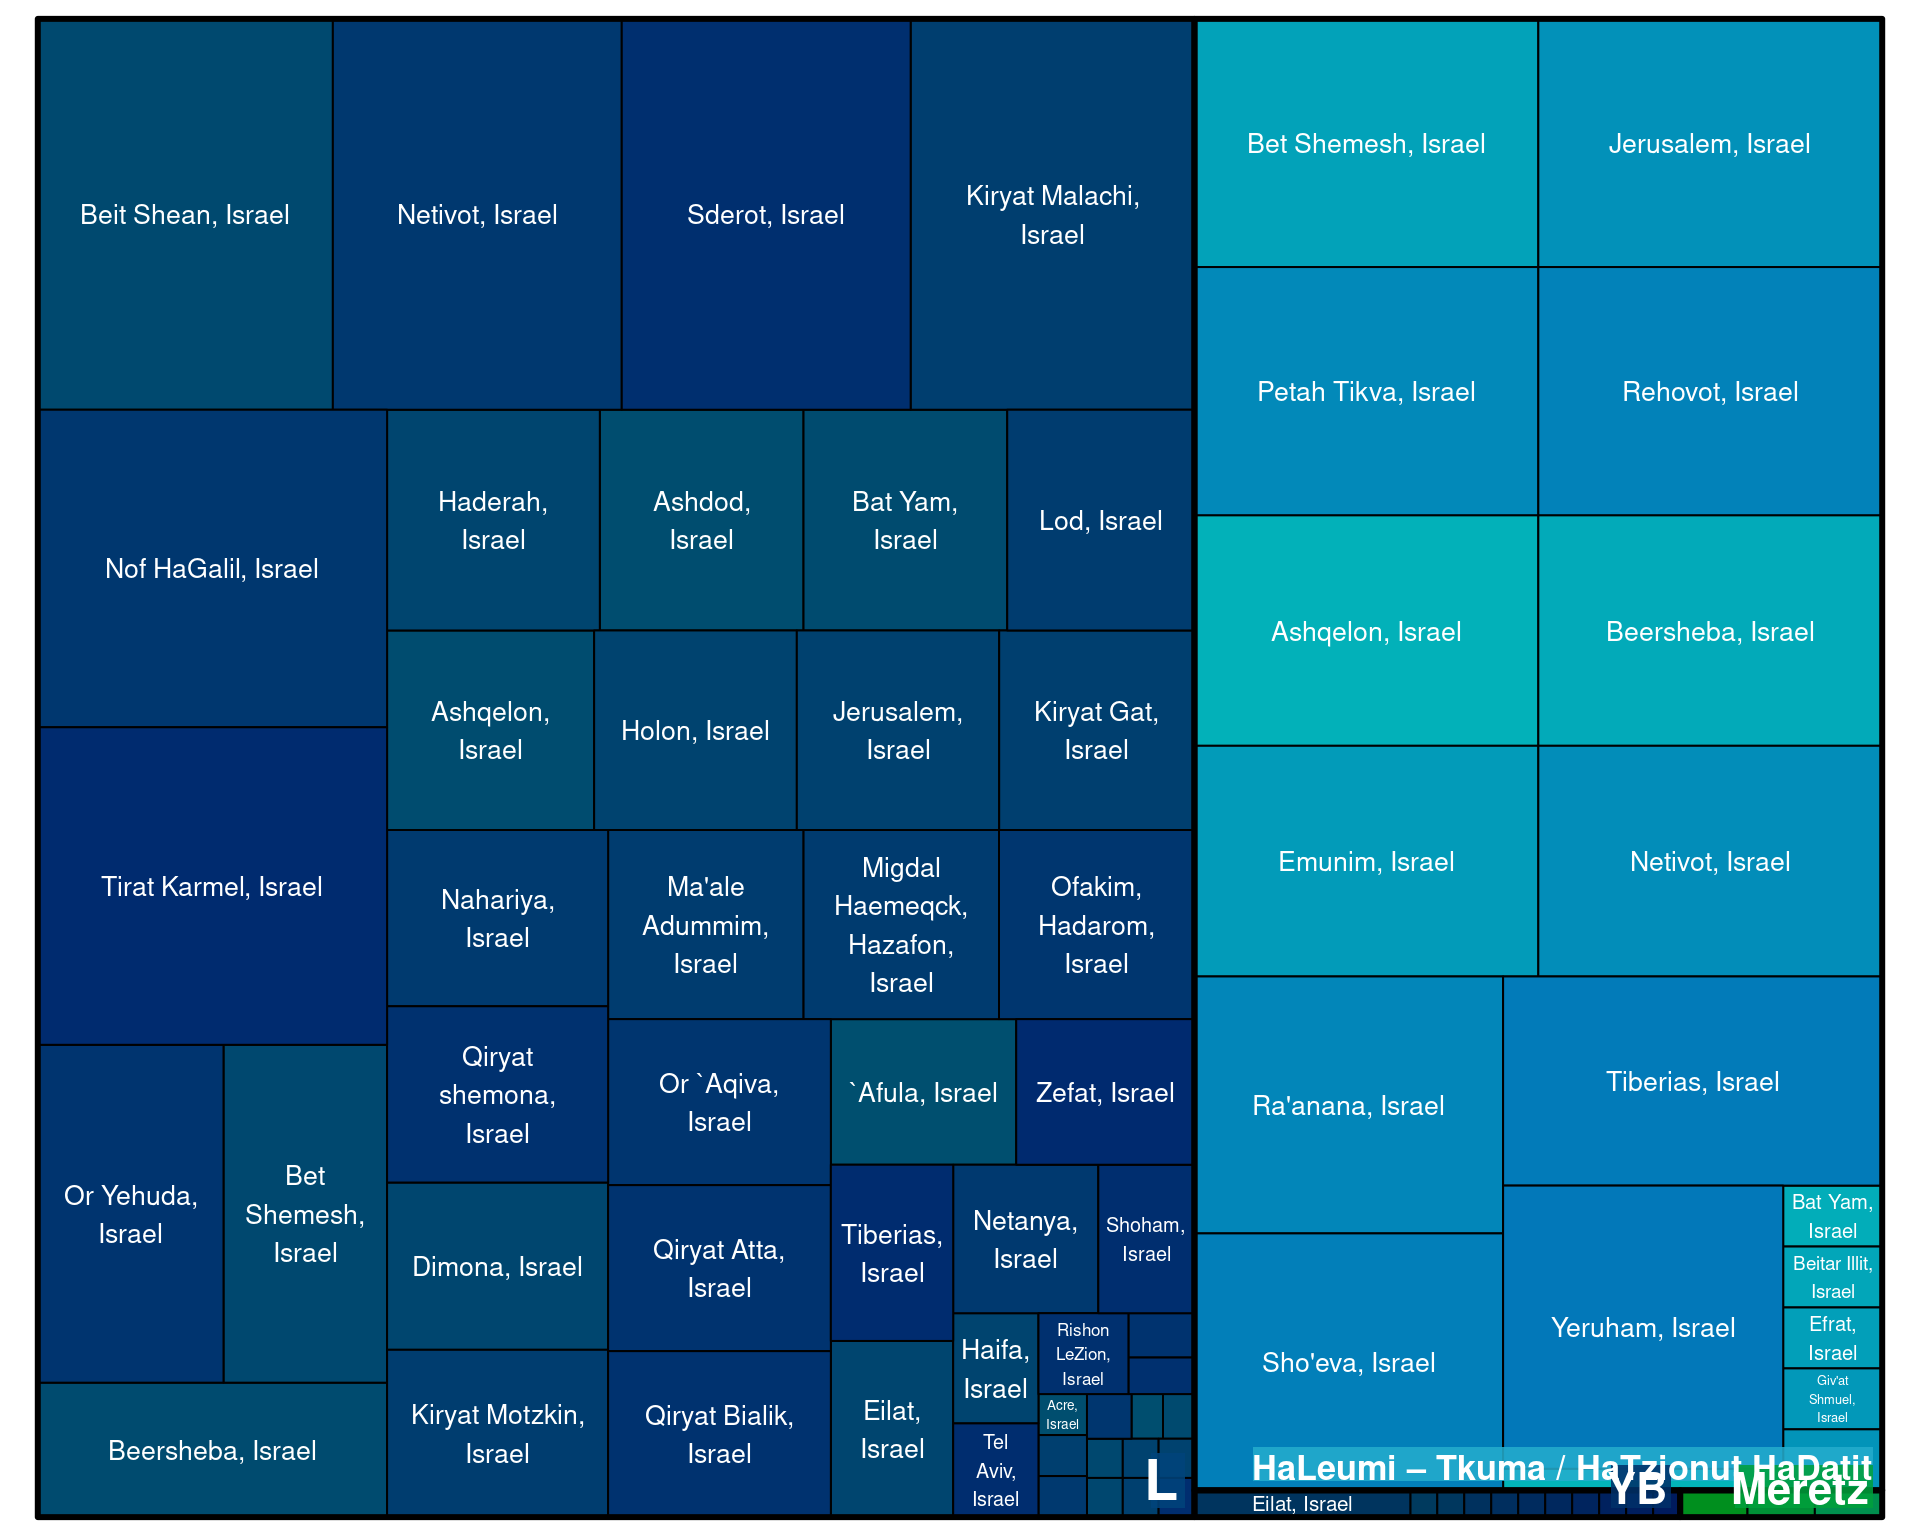 Beit Shean, Israel
Netivot, Israel
Sderot, Israel
Kiryat Malachi,
Israel
Nof HaGalil, Israel
Tirat Karmel, Israel
Or Yehuda,
Israel
Bet
Shemesh,
Israel
Beersheba, Israel
Haderah,
Israel
Ashdod,
Israel
Bat Yam,
Israel
Lod, Israel
Ashqelon,
Israel
Holon, Israel
Jerusalem,
Israel
Kiryat Gat,
Israel
Nahariya,
Israel
Ma'ale
Adummim,
Israel
Migdal
Haemeqck,
Hazafon,
Israel
Ofakim,
Hadarom,
Israel
Qiryat
shemona,
Israel
Or `Aqiva,
Israel
`Afula, Israel
Zefat, Israel
Dimona, Israel
Qiryat Atta,
Israel
Tiberias,
Israel
Netanya,
Israel
Shoham,
Israel
Kiryat Motzkin,
Israel
Qiryat Bialik,
Israel
Eilat,
Israel
Haifa,
Israel
Rishon
LeZion,
Israel
Acre,
Israel
Tel
Aviv,
Israel
L
Bet Shemesh, Israel
Jerusalem, Israel
Petah Tikva, Israel
Rehovot, Israel
Ashqelon, Israel
Beersheba, Israel
Emunim, Israel
Netivot, Israel
Ra'anana, Israel
Tiberias, Israel
Sho'eva, Israel
Yeruham, Israel
Bat Yam,
Israel
Beitar Illit,
Israel
Efrat,
Israel
Giv'at
Shmuel,
Israel
HaLeumi – Tkuma / HaTzionut HaDatit
Eilat, Israel
YB
Meretz